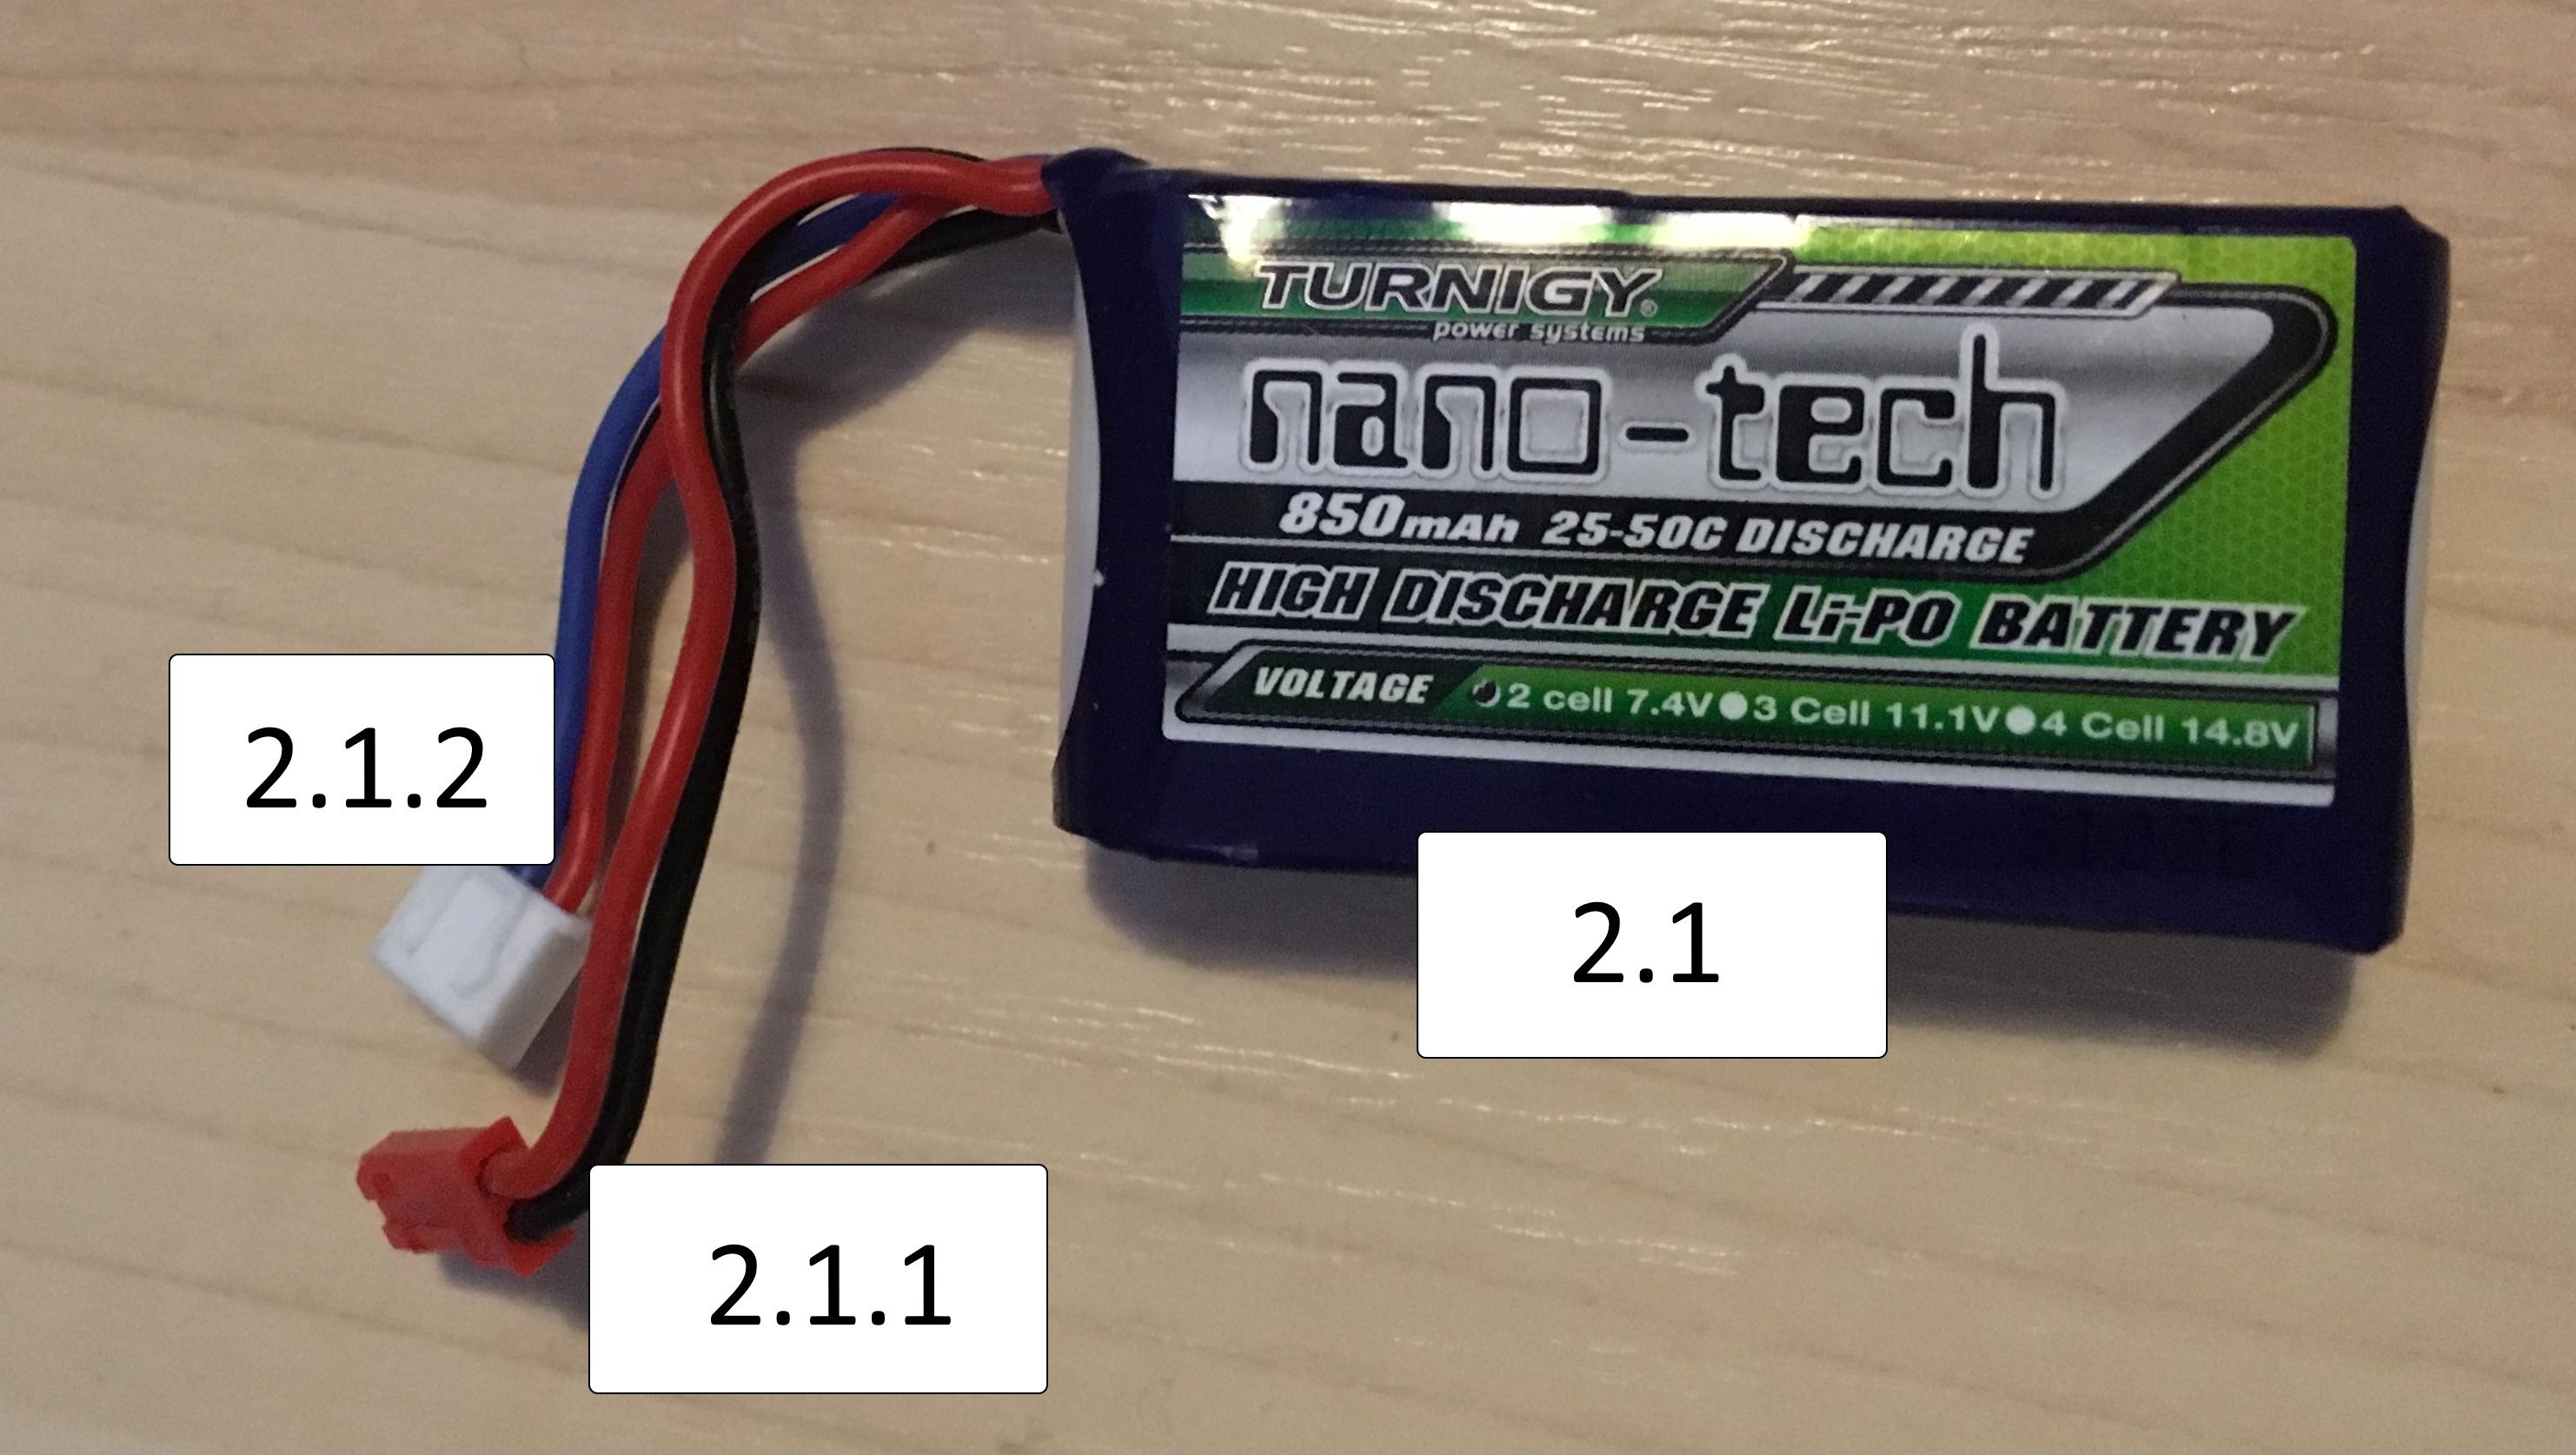 TURNIGY®
power systems
nano-tech
850mAh 25-50C DISCHARGE
HIGH DISCHARGE Li-PO BATTERY
VOLTAGE 2 cell 7.4V 3 Cell 11.1V 4 Cell 14.8V
2.1.2
2.1
2.1.1